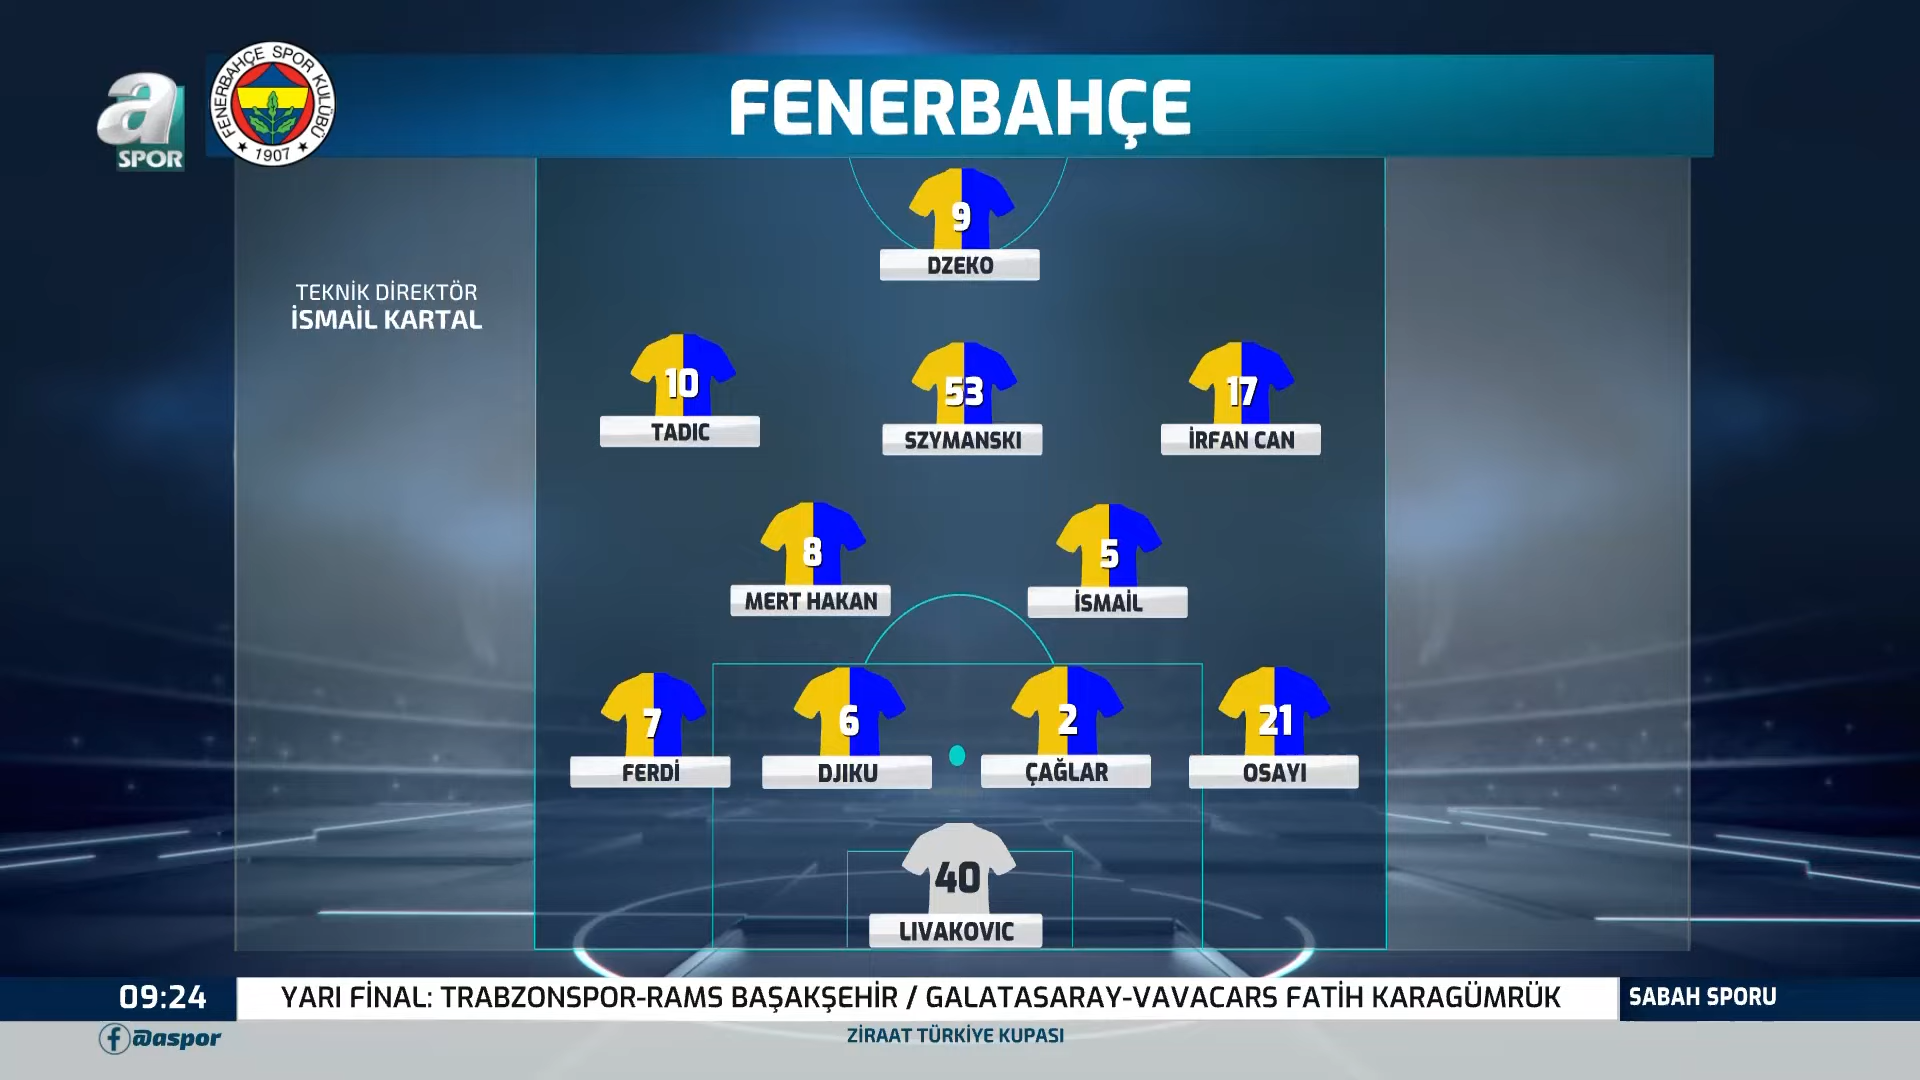 a
SPOR
FENERBAHÇE SPOR KULÜBÜ
★ 1907 ★
FENERBAHÇE
9
DZEKO
TEKNİK DİREKTÖR
İSMAİL KARTAL
10
TADIC
53
SZYMANSKI
17
İRFAN CAN
8
MERT HAKAN
5
İSMAİL
7
FERDİ
6
DJIKU
2
ÇAĞLAR
21
OSAYI
40
LIVAKOVIC
09:24
YARI FİNAL: TRABZONSPOR-RAMS BAŞAKŞEHİR / GALATASARAY-VAVACARS FATİH KARAGÜMRÜK
SABAH SPORU
f @aspor
ZİRAAT TÜRKİYE KUPASI